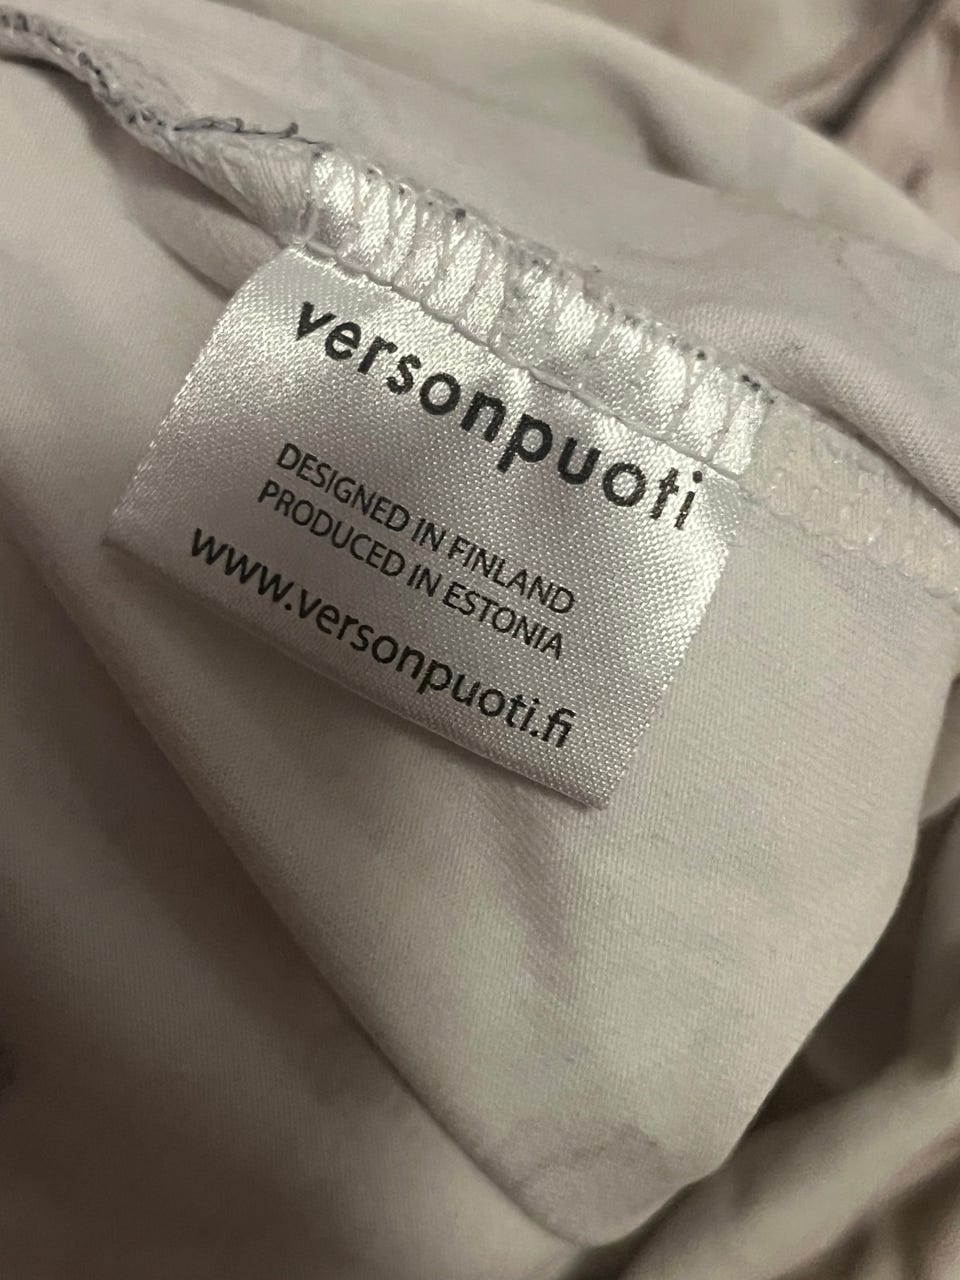 versonpuoti
DESIGNED IN FINLAND
PRODUCED IN ESTONIA
www.versonpuoti.fi